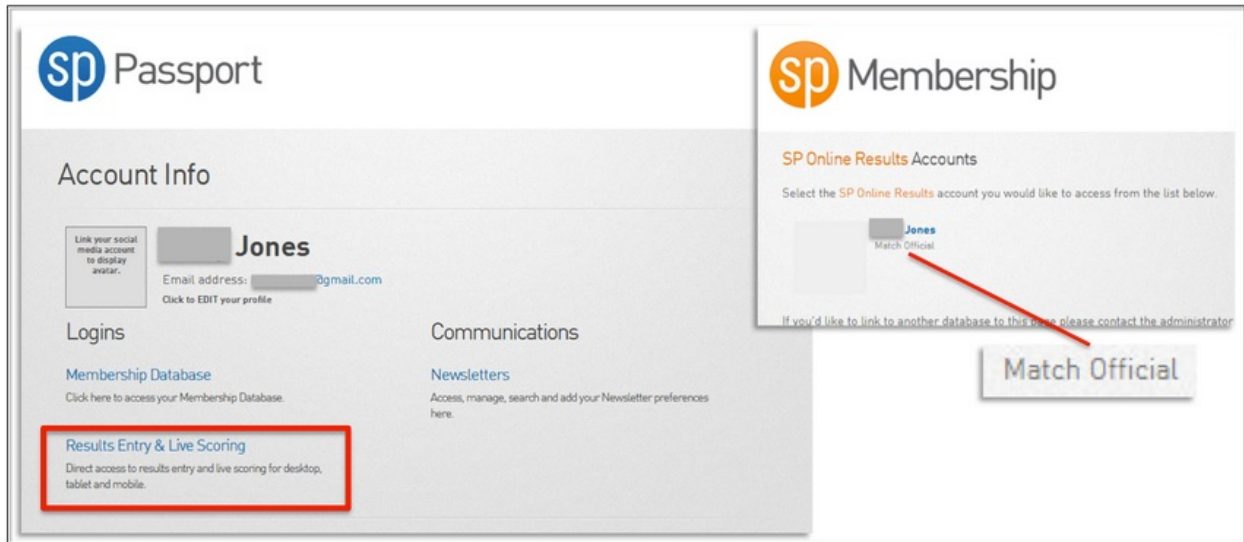 sp Passport
Account Info
Link your social
media account
to display
avatar.
Jones
Email address: @gmail.com
Click to EDIT your profile
Logins
Membership Database
Click here to access your Membership Database.
Results Entry & Live Scoring
Direct access to results entry and live scoring for desktop,
tablet and mobile.
Communications
Newsletters
Access, manage, search and add your Newsletter preferences
here.
sp Membership
SP Online Results Accounts
Select the SP Online Results account you would like to access from the list below.
Jones
Match Official
If you'd like to link to another database to this page please contact the administrator
Match Official